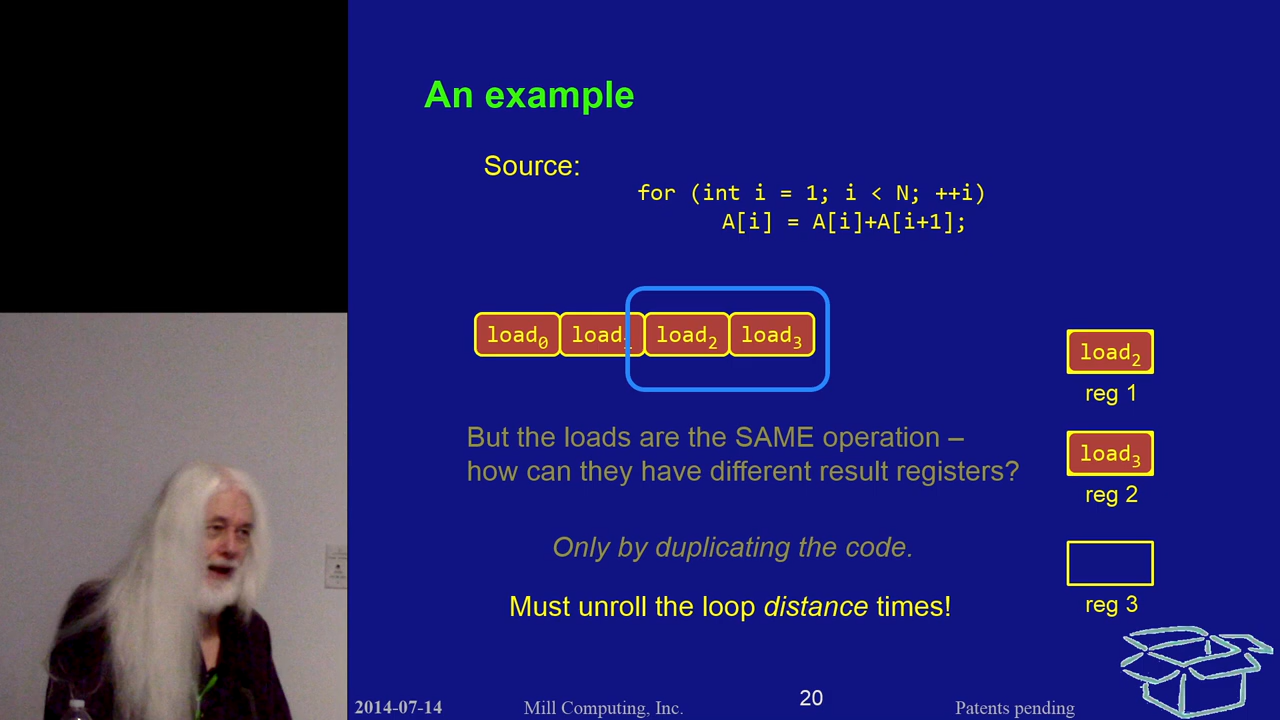 An example
Source:
for (int i = 1; i < N; ++i)
A[i] = A[i]+A[i+1];
load0 load1 load2 load3
load2
reg 1
But the loads are the SAME operation –
how can they have different result registers?
load3
reg 2
Only by duplicating the code.
reg 3
Must unroll the loop distance times!
2014-07-14 Mill Computing, Inc. 20 Patents pending